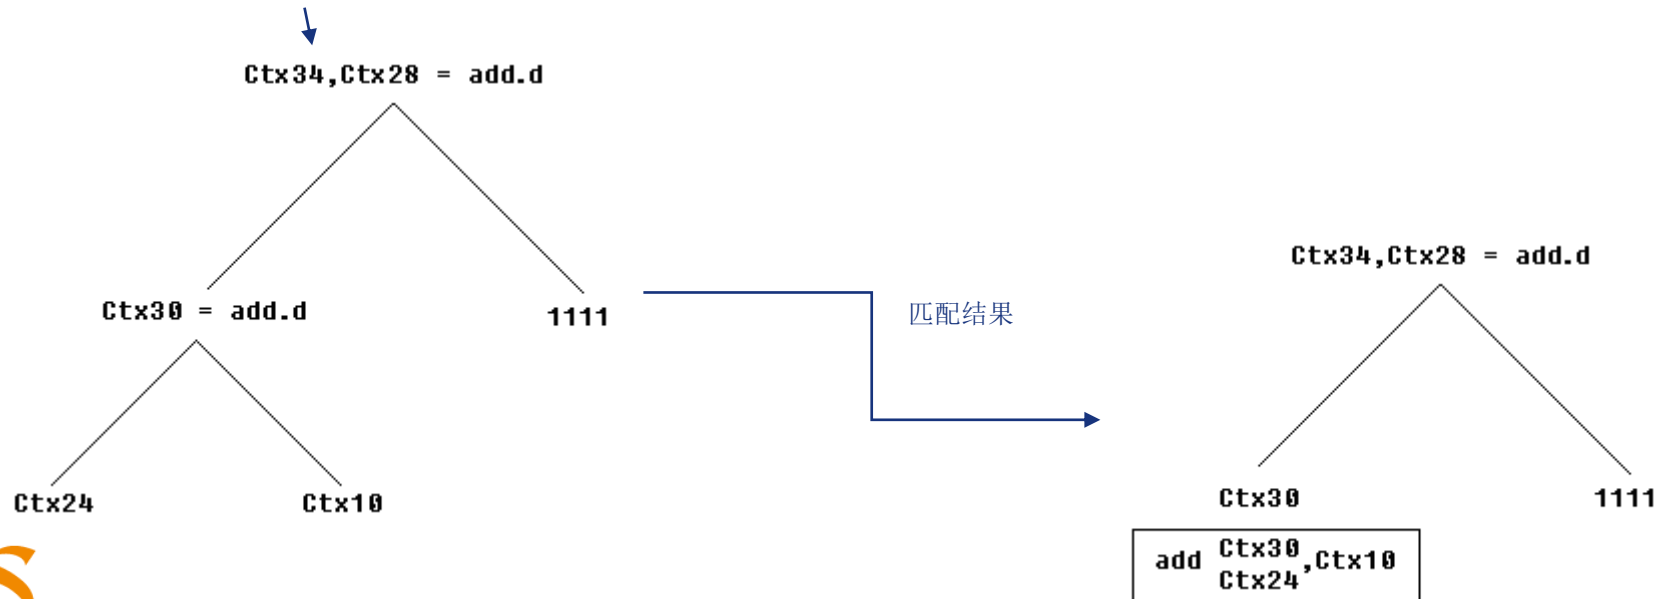 Ctx34,Ctx28 = add.d
Ctx30 = add.d
1111
Ctx24
Ctx10
匹配结果
Ctx34,Ctx28 = add.d
Ctx30
1111
add Ctx30,Ctx10
Ctx24